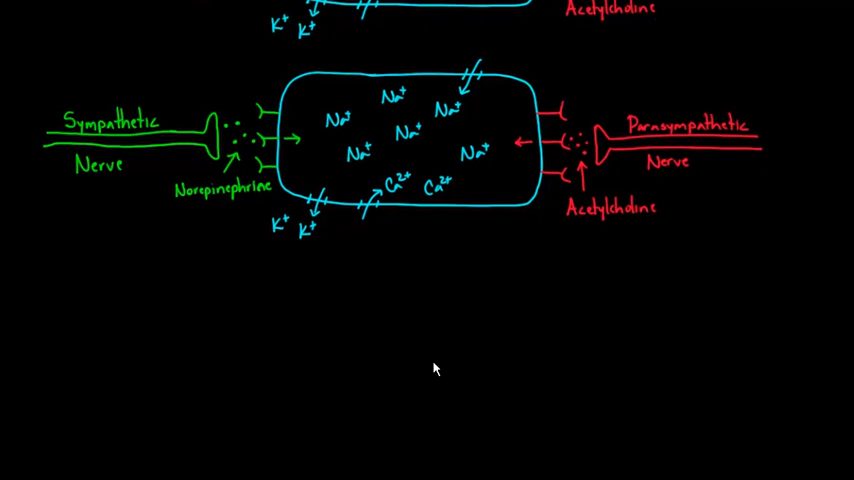 K+ K+
Acetylcholine
Sympathetic
Nerve
Norepinephrine
Na+
Na+
Na+
Na+
Na+
Na+
Ca2+ Ca2+
K+ K+
Parasympathetic
Nerve
Acetylcholine